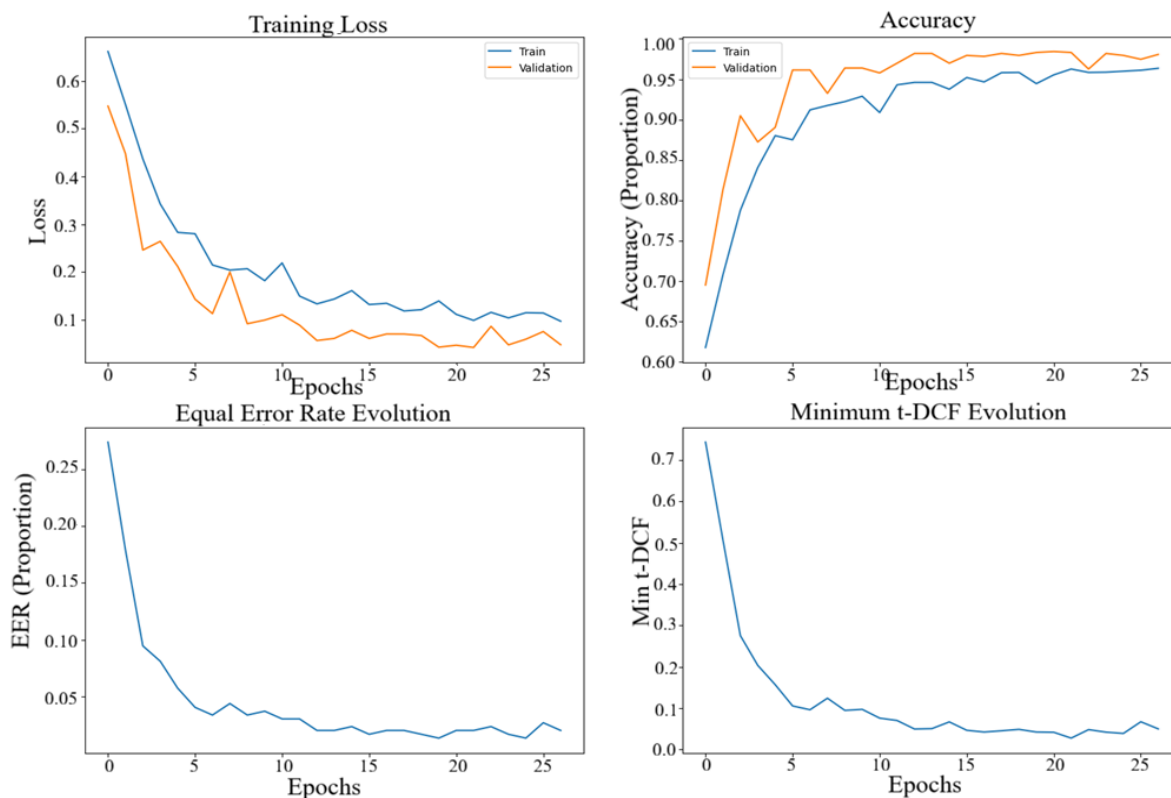 Training Loss
Train
Validation
0.6
0.5
0.4
0.3
0.2
0.1
Loss
0 5 10 15 20 25
Epochs
Accuracy
Train
Validation
1.00
0.95
0.90
0.85
0.80
0.75
0.70
0.65
0.60
Accuracy (Proportion)
0 5 10 15 20 25
Epochs
Equal Error Rate Evolution
0.25
0.20
0.15
0.10
0.05
EER (Proportion)
0 5 10 15 20 25
Epochs
Minimum t-DCF Evolution
0.7
0.6
0.5
0.4
0.3
0.2
0.1
0.0
Min t-DCF
0 5 10 15 20 25
Epochs